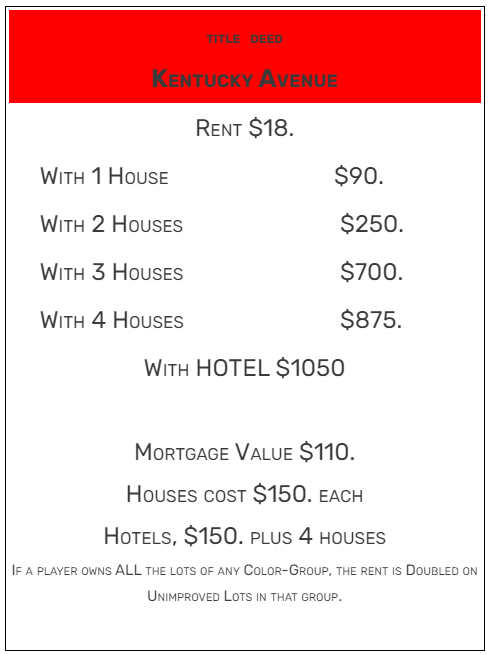 TITLE DEED
KENTUCKY AVENUE
RENT $18.
WITH 1 HOUSE $90.
WITH 2 HOUSES $250.
WITH 3 HOUSES $700.
WITH 4 HOUSES $875.
WITH HOTEL $1050
MORTGAGE VALUE $110.
HOUSES COST $150. EACH
HOTELS, $150. PLUS 4 HOUSES
IF A PLAYER OWNS ALL THE LOTS OF ANY COLOR-GROUP, THE RENT IS DOUBLED ON
UNIMPROVED LOTS IN THAT GROUP.